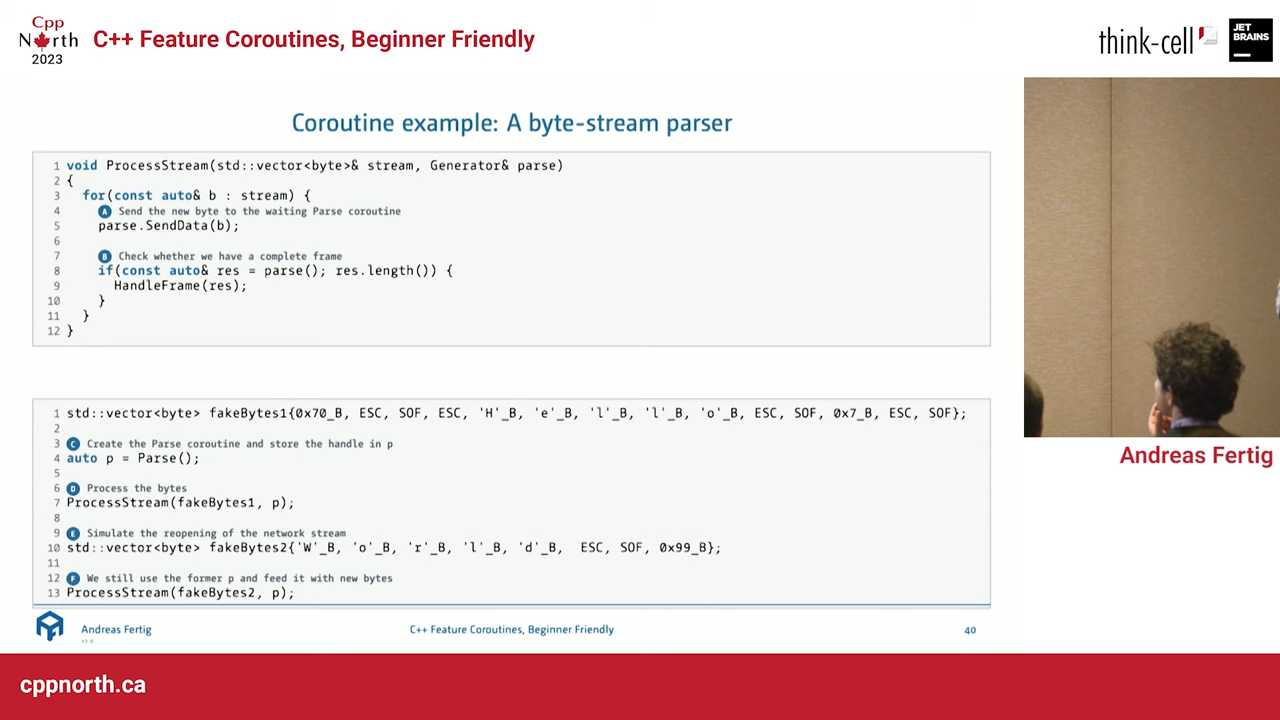 Cpp
North
2023
C++ Feature Coroutines, Beginner Friendly
think-cell
JET
BRAINS
Coroutine example: A byte-stream parser
1 void ProcessStream(std::vector<byte>& stream, Generator& parse)
2 {
3 for(const auto& b : stream) {
4 A Send the new byte to the waiting Parse coroutine
5 parse.SendData(b);
6
7 B Check whether we have a complete frame
8 if(const auto& res = parse(); res.length()) {
9 HandleFrame(res);
10 }
11 }
12 }
1 std::vector<byte> fakeBytes1{0x70_B, ESC, SOF, ESC, 'H'_B, 'e'_B, 'l'_B, 'l'_B, 'o'_B, ESC, SOF, 0x7_B, ESC, SOF};
2
3 C Create the Parse coroutine and store the handle in p
4 auto p = Parse();
5
6 D Process the bytes
7 ProcessStream(fakeBytes1, p);
8
9 E Simulate the reopening of the network stream
10 std::vector<byte> fakeBytes2{'W'_B, 'o'_B, 'r'_B, 'l'_B, 'd'_B, ESC, SOF, 0x99_B};
11
12 F We still use the former p and feed it with new bytes
13 ProcessStream(fakeBytes2, p);
Andreas Fertig
v1.0
C++ Feature Coroutines, Beginner Friendly
40
Andreas Fertig
cppnorth.ca